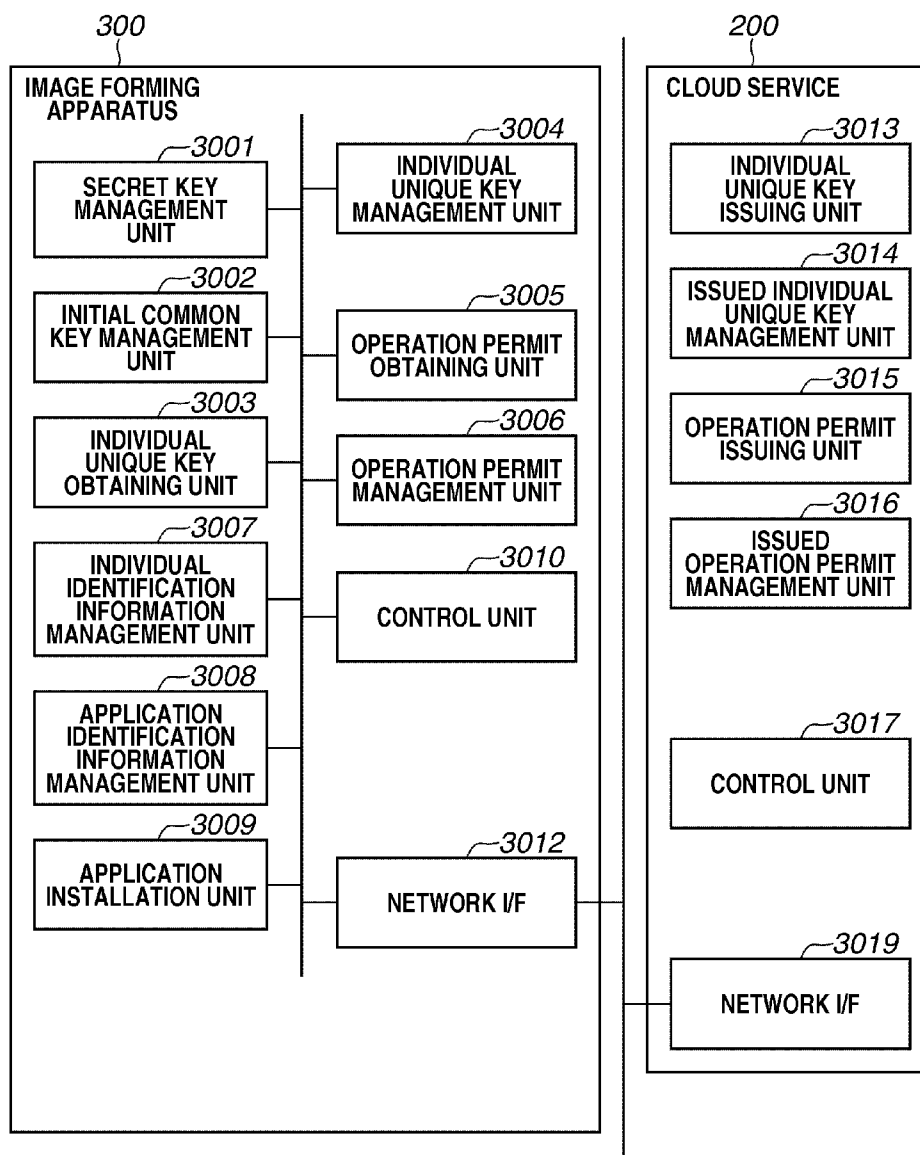 300
IMAGE FORMING
APPARATUS
3001
SECRET KEY
MANAGEMENT
UNIT
3002
INITIAL COMMON
KEY MANAGEMENT
UNIT
3003
INDIVIDUAL
UNIQUE KEY
OBTAINING UNIT
3007
INDIVIDUAL
IDENTIFICATION
INFORMATION
MANAGEMENT UNIT
3008
APPLICATION
IDENTIFICATION
INFORMATION
MANAGEMENT UNIT
3009
APPLICATION
INSTALLATION UNIT
3004
INDIVIDUAL
UNIQUE KEY
MANAGEMENT UNIT
3005
OPERATION PERMIT
OBTAINING UNIT
3006
OPERATION PERMIT
MANAGEMENT UNIT
3010
CONTROL UNIT
3012
NETWORK I/F
200
CLOUD SERVICE
3013
INDIVIDUAL
UNIQUE KEY
ISSUING UNIT
3014
ISSUED INDIVIDUAL
UNIQUE KEY
MANAGEMENT UNIT
3015
OPERATION PERMIT
ISSUING UNIT
3016
ISSUED
OPERATION PERMIT
MANAGEMENT UNIT
3017
CONTROL UNIT
3019
NETWORK I/F